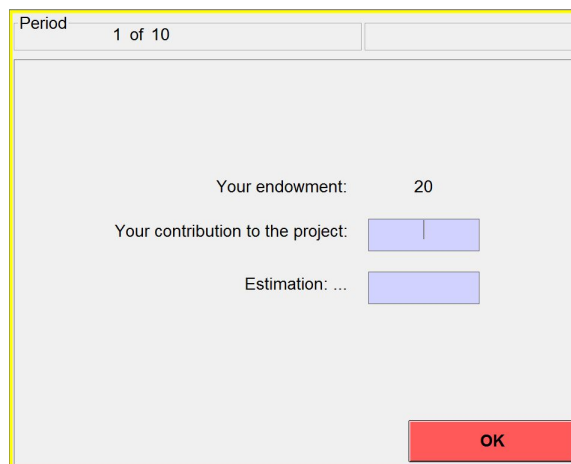 Period
1 of 10
Your endowment: 20
Your contribution to the project:
Estimation: ...
OK